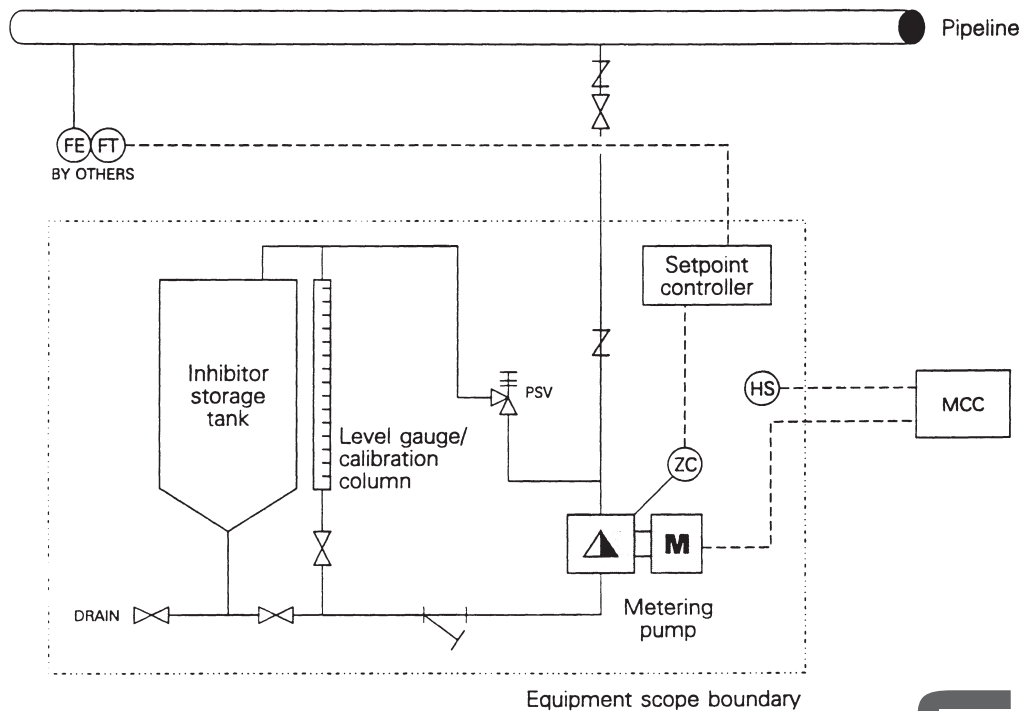 Pipeline
FE
FT
BY OTHERS
Setpoint
controller
Inhibitor
storage
tank
PSV
HS
MCC
Level gauge/
calibration
column
ZC
M
DRAIN
Metering
pump
Equipment scope boundary